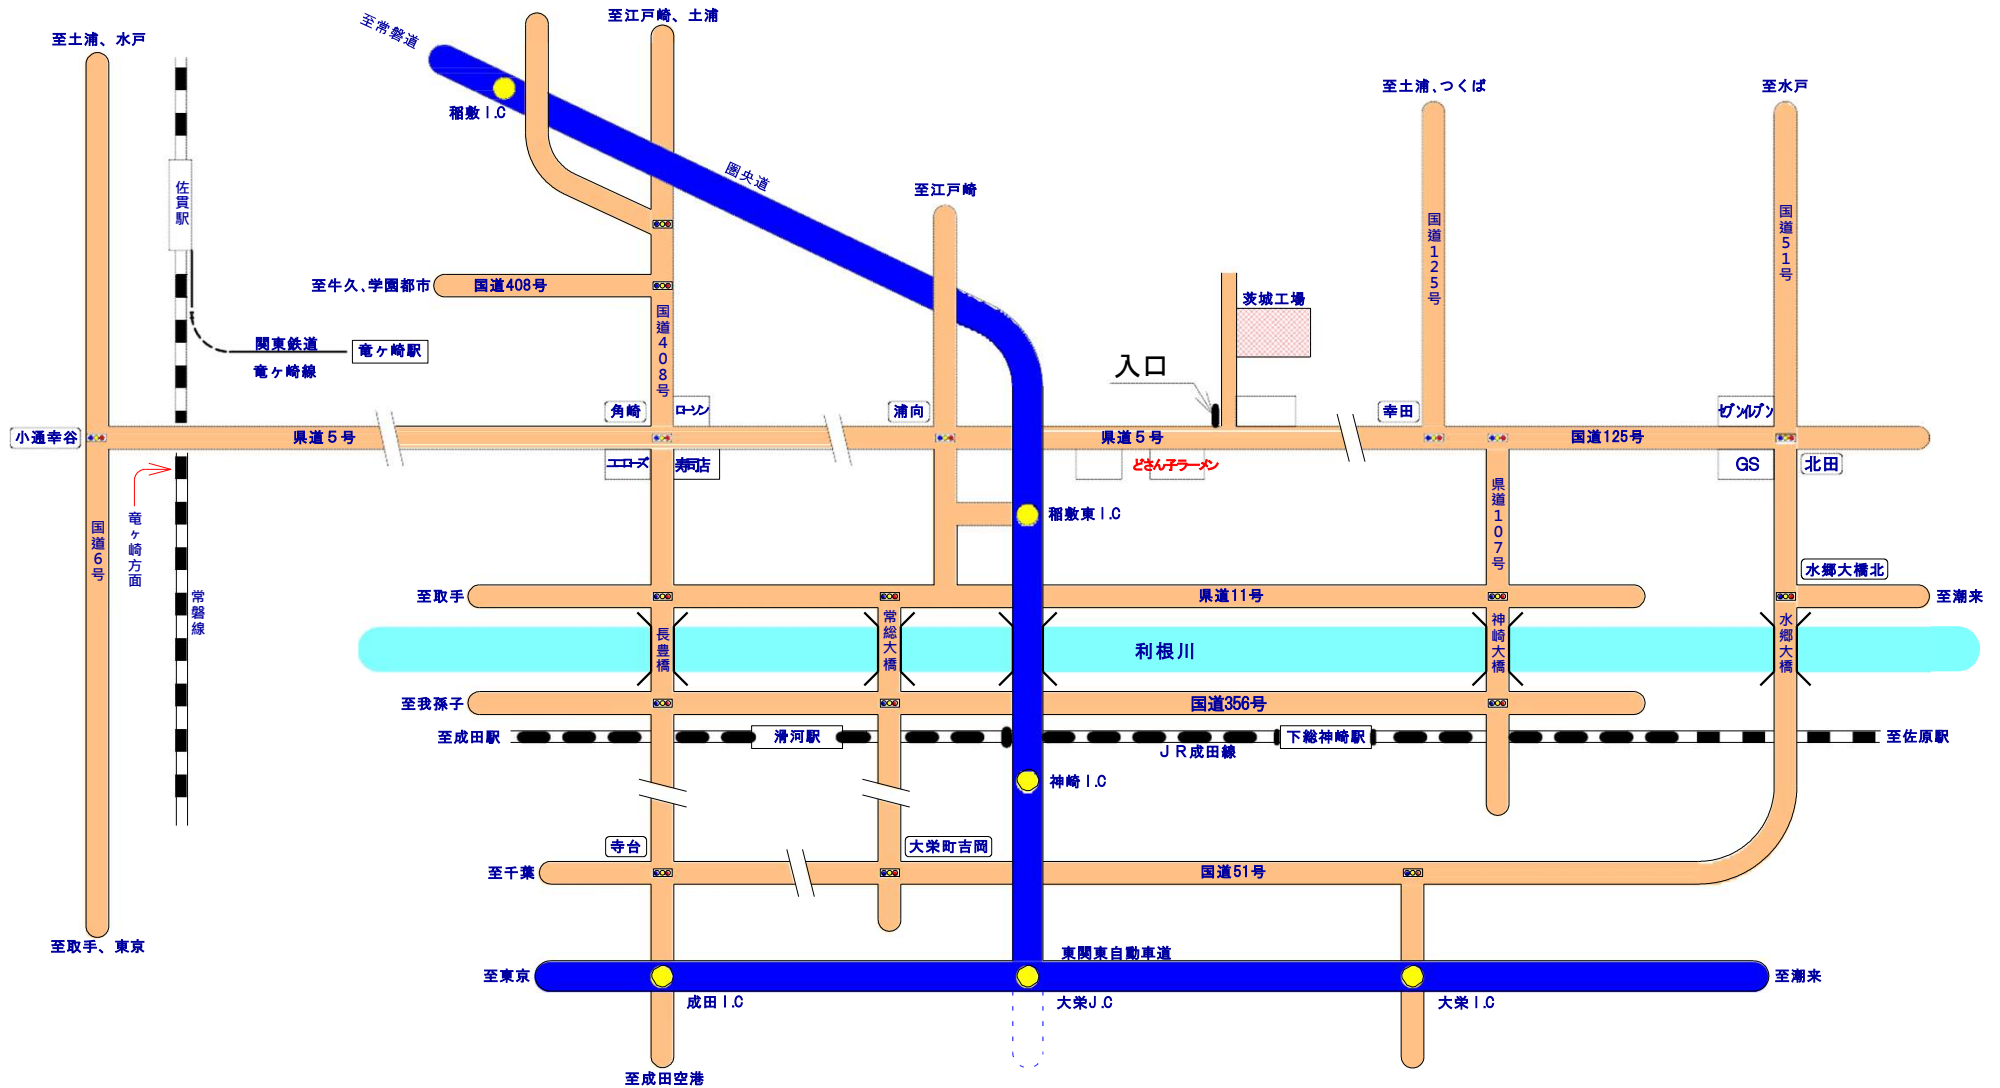 至江戸崎、土浦
至常磐道
至土浦、水戸
至土浦、つくば
至水戸
稲敷I.C
圏央道
至江戸崎
佐貫駅
国道125号
国道51号
至牛久、学園都市
国道408号
茨城工場
国道408号
関東鉄道
竜ヶ崎駅
竜ヶ崎線
入口
角崎
ローソン
浦向
幸田
セブンイレブン
小通幸谷
県道5号
県道5号
国道125号
エローズ
寿司店
どさん子ラーメン
GS
北田
県道107号
稲敷東I.C
国道6号
竜ヶ崎方面
水郷大橋北
至取手
県道11号
至潮来
常磐線
長豊橋
常総大橋
神崎大橋
水郷大橋
利根川
至我孫子
国道356号
至成田駅
滑河駅
下総神崎駅
至佐原駅
JR成田線
神崎I.C
寺台
大栄町吉岡
至千葉
国道51号
至取手、東京
東関東自動車道
至東京
至潮来
成田I.C
大栄J.C
大栄I.C
至成田空港